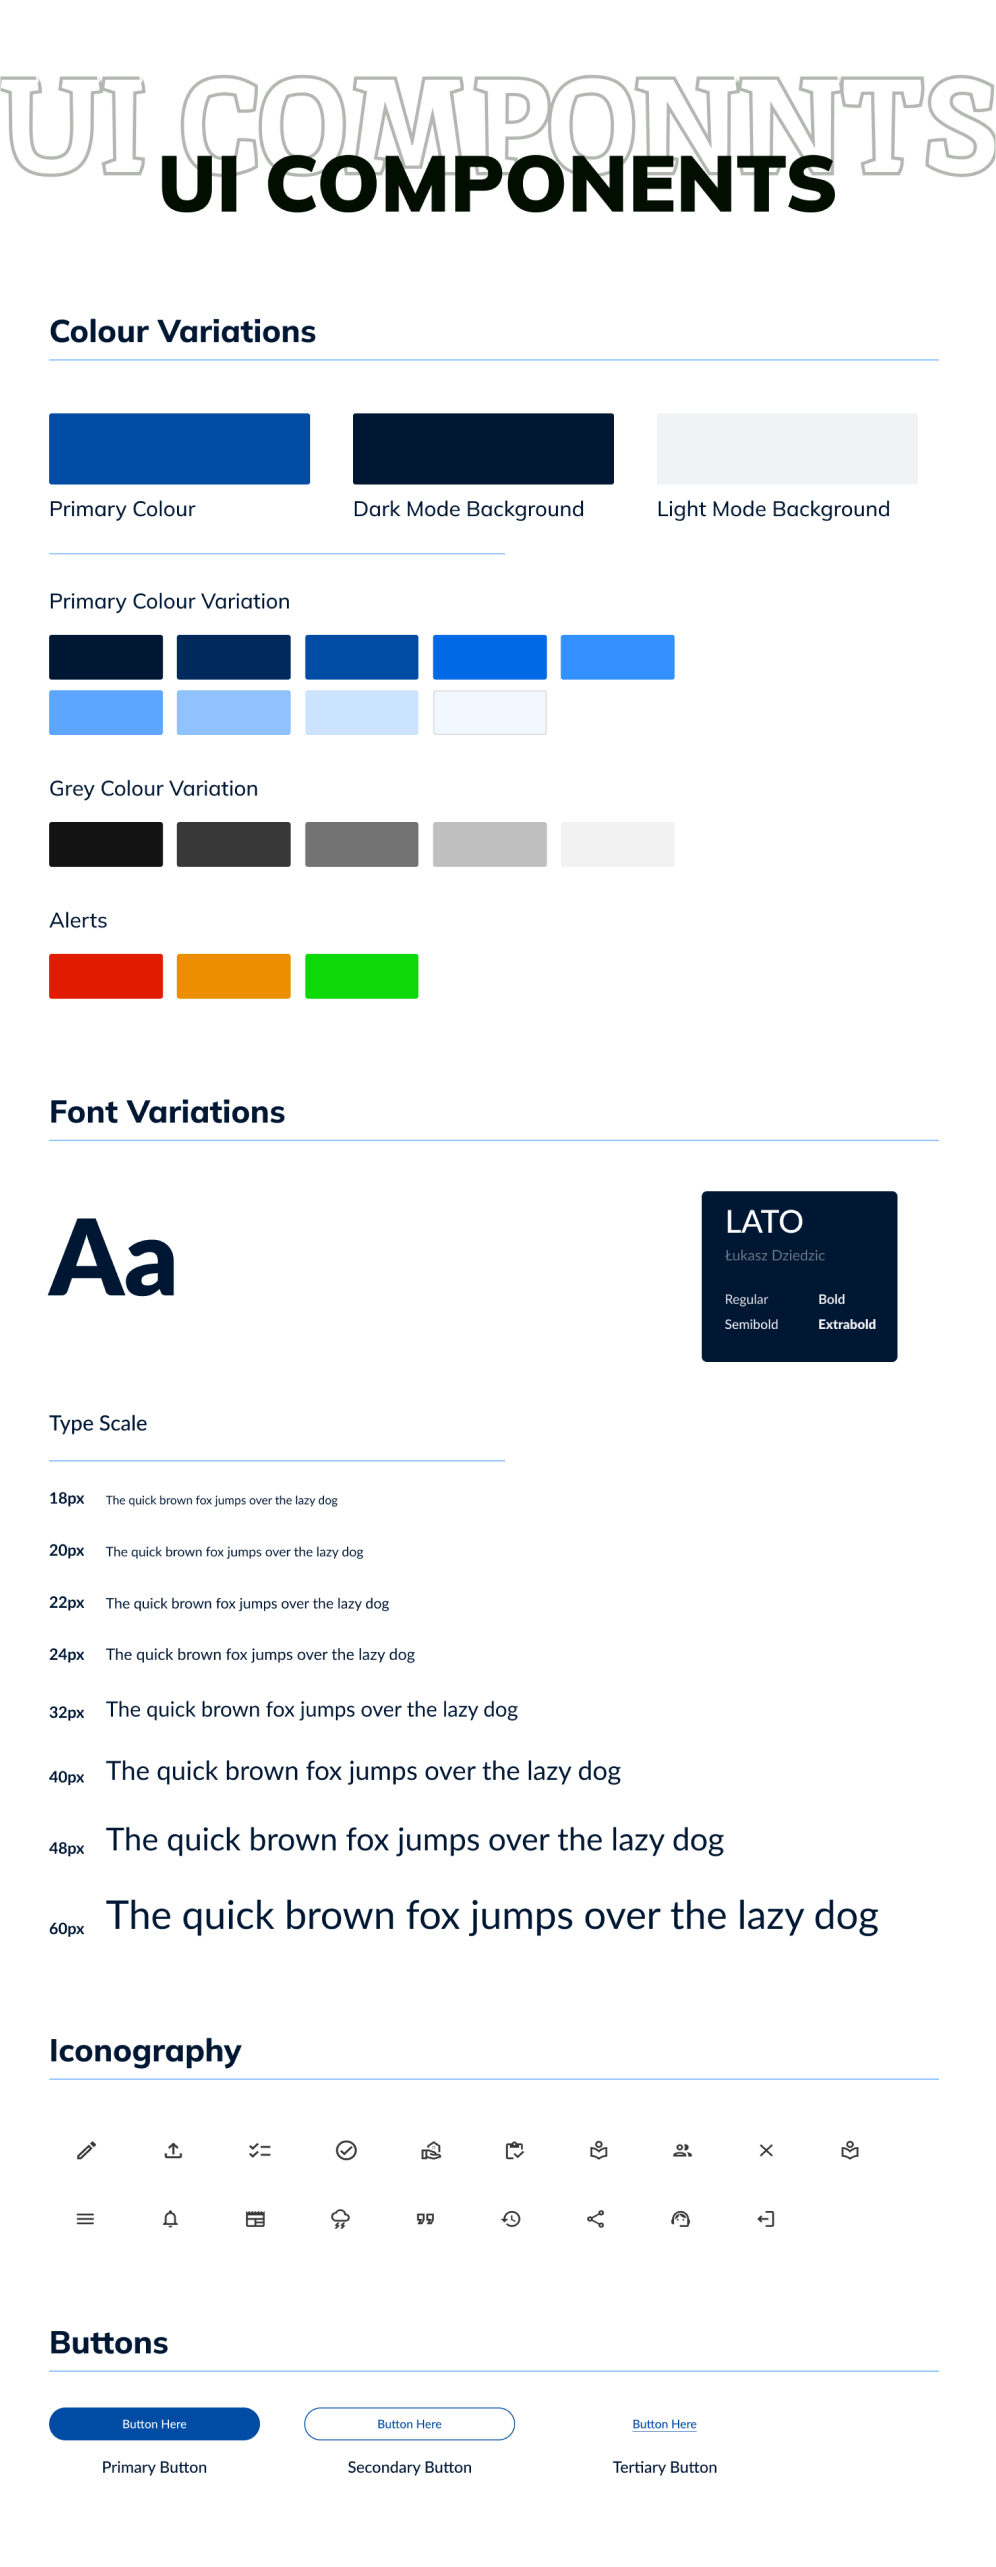 UI COMPONNTS
UI COMPONENTS
Colour Variations
Primary Colour
Dark Mode Background
Light Mode Background
Primary Colour Variation
Grey Colour Variation
Alerts
Font Variations
Aa
LATO
Łukasz Dziedzic
Regular Bold
Semibold Extrabold
Type Scale
18px The quick brown fox jumps over the lazy dog
20px The quick brown fox jumps over the lazy dog
22px The quick brown fox jumps over the lazy dog
24px The quick brown fox jumps over the lazy dog
32px The quick brown fox jumps over the lazy dog
40px The quick brown fox jumps over the lazy dog
48px The quick brown fox jumps over the lazy dog
60px The quick brown fox jumps over the lazy dog
Iconography
Buttons
Button Here
Button Here
Button Here
Primary Button
Secondary Button
Tertiary Button